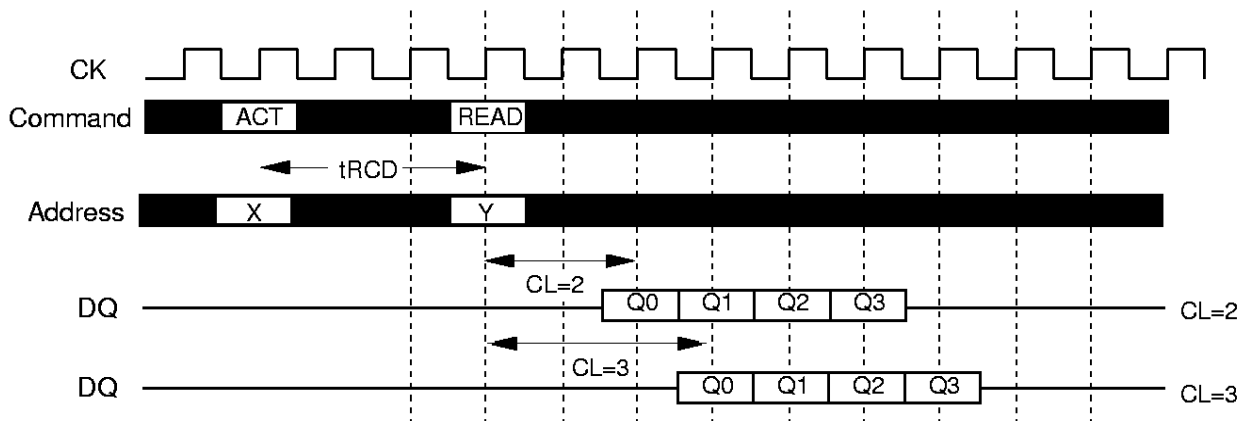 CK
Command ACT READ
tRCD
Address X Y
CL=2
DQ Q0 Q1 Q2 Q3 CL=2
CL=3
DQ Q0 Q1 Q2 Q3 CL=3